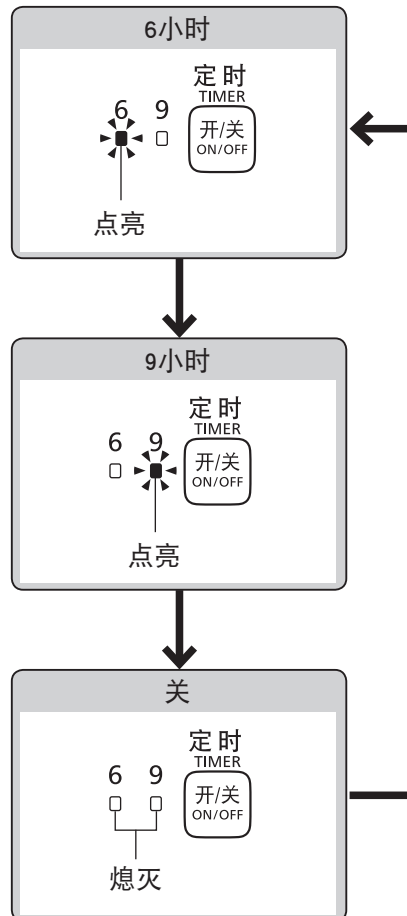 6小时
定时
TIMER
6 9
开/关
ON/OFF
点亮
9小时
定时
TIMER
6 9
开/关
ON/OFF
点亮
关
定时
TIMER
6 9
开/关
ON/OFF
熄灭